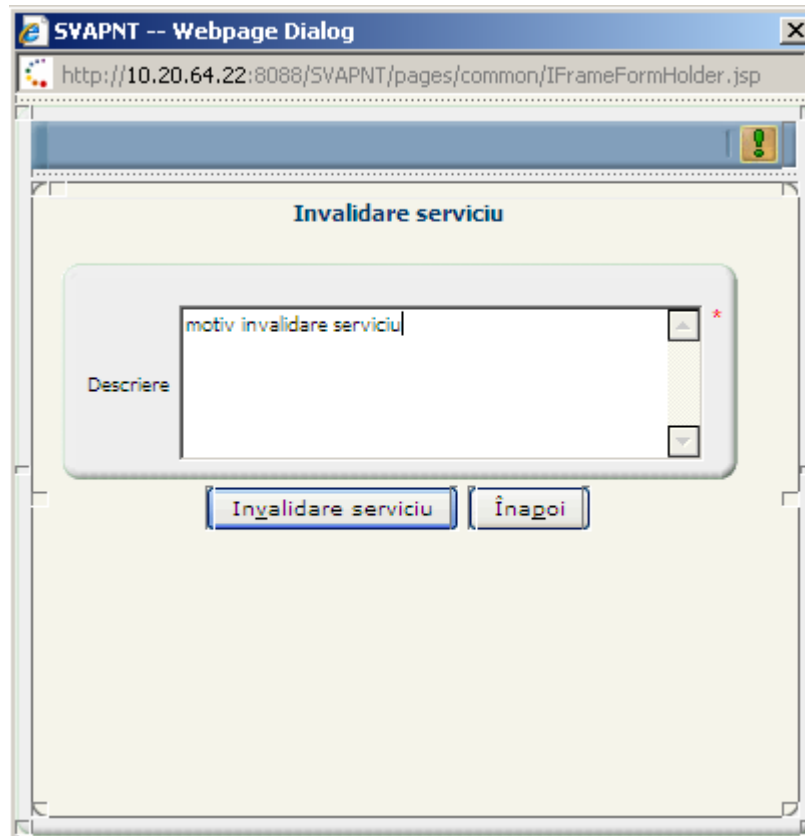 SVAPNT -- Webpage Dialog
http://10.20.64.22:8088/SVAPNT/pages/common/IFrameFormHolder.jsp
Invalidare serviciu
motiv invalidare serviciu
*
Descriere
Invalidare serviciu
Înapoi